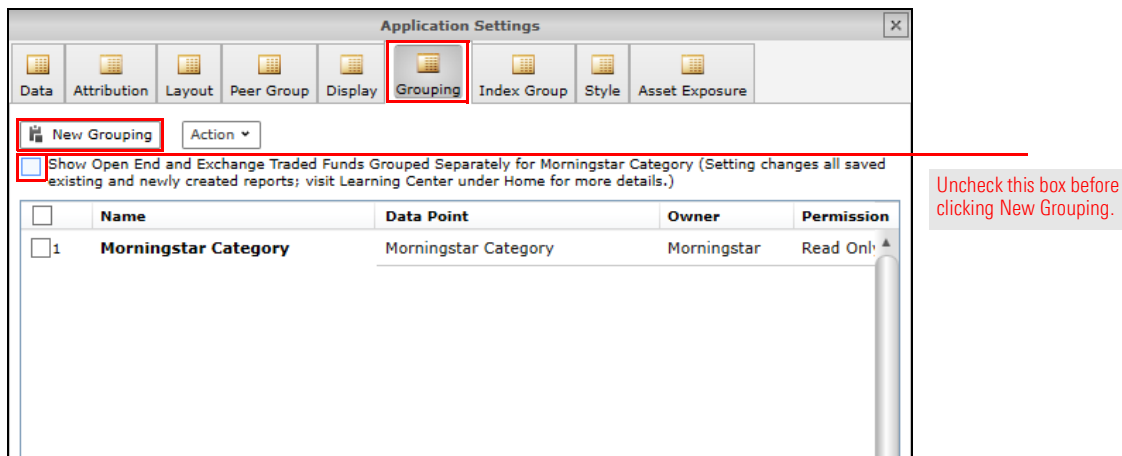 Application Settings
Data Attribution Layout Peer Group Display Grouping Index Group Style Asset Exposure
New Grouping Action
Show Open End and Exchange Traded Funds Grouped Separately for Morningstar Category (Setting changes all saved
existing and newly created reports; visit Learning Center under Home for more details.)
Uncheck this box before
clicking New Grouping.
Name Data Point Owner Permission
1 Morningstar Category Morningstar Category Morningstar Read Only